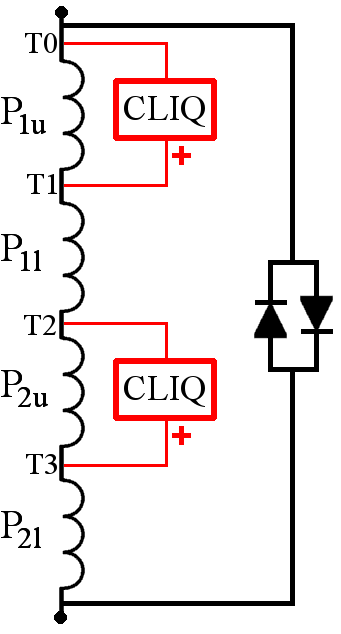 T0
P1u
CLIQ
+
T1
P1l
T2
P2u
CLIQ
+
T3
P2l